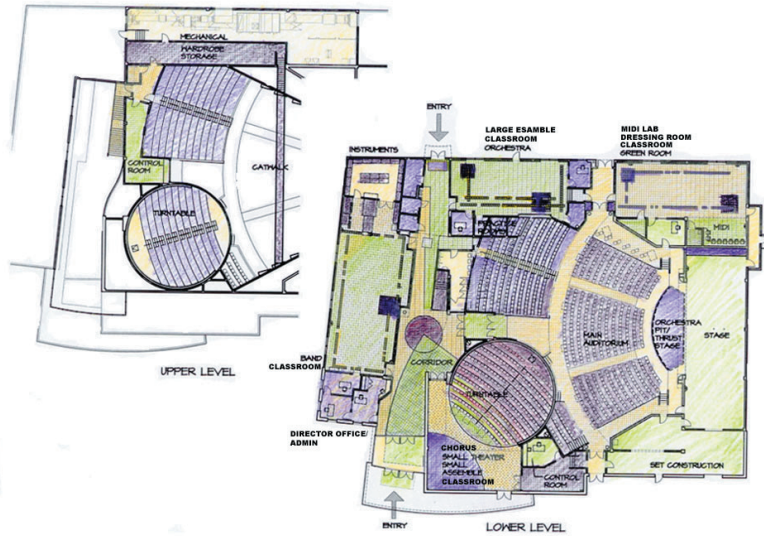 MECHANICAL
WARDROBE
STORAGE
CONTROL
ROOM
CATWALK
TURNTABLE
UPPER LEVEL
ENTRY
INSTRUMENTS
LARGE ESAMBLE
CLASSROOM
ORCHESTRA
MIDI LAB
DRESSING ROOM
CLASSROOM
GREEN ROOM
PRACTICE
ROOMS
MIDI
MAIN
AUDITORIUM
ORCHESTRA
PIT/
THRUST
STAGE
STAGE
BAND
CLASSROOM
CORRIDOR
TURNTABLE
DIRECTOR OFFICE/
ADMIN
CHORUS
SMALL THEATER
SMALL
ASSEMBLE
CLASSROOM
CONTROL
ROOM
SET CONSTRUCTION
ENTRY
LOWER LEVEL